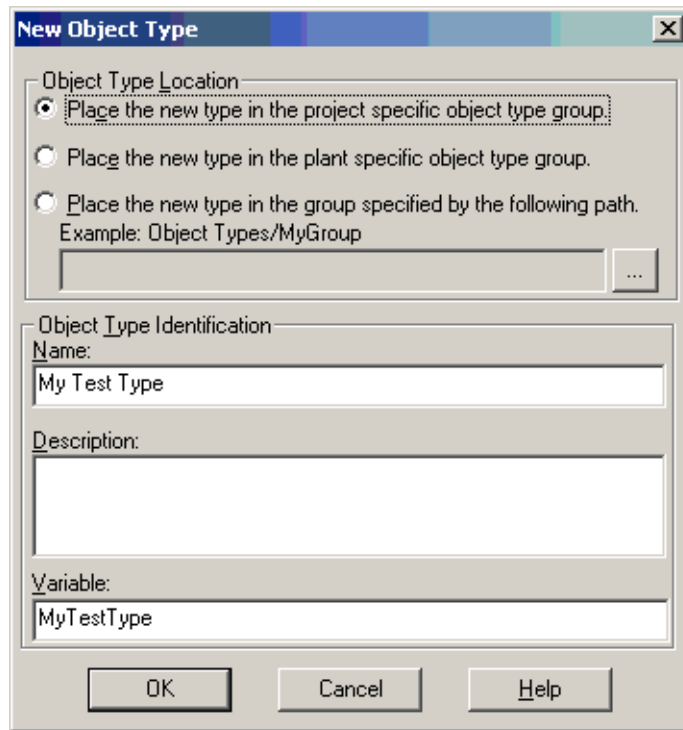 New Object Type
Object Type Location
Place the new type in the project specific object type group.
Place the new type in the plant specific object type group.
Place the new type in the group specified by the following path.
Example: Object Types/MyGroup
...
Object Type Identification
Name:
My Test Type
Description:
Variable:
MyTestType
OK Cancel Help